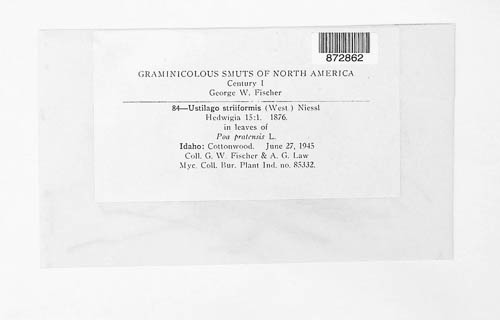 872862
GRAMINICOLOUS SMUTS OF NORTH AMERICA
Century I
George W. Fischer
84—Ustilago striiformis (West) Niessl
Hedwigia 15:1. 1876.
in leaves of
Poa pratensis L.
Idaho: Cottonwood. June 27, 1945
Coll. G. W. Fischer & A. G. Law
Myc. Coll. Bur. Plant Ind. no. 85332.